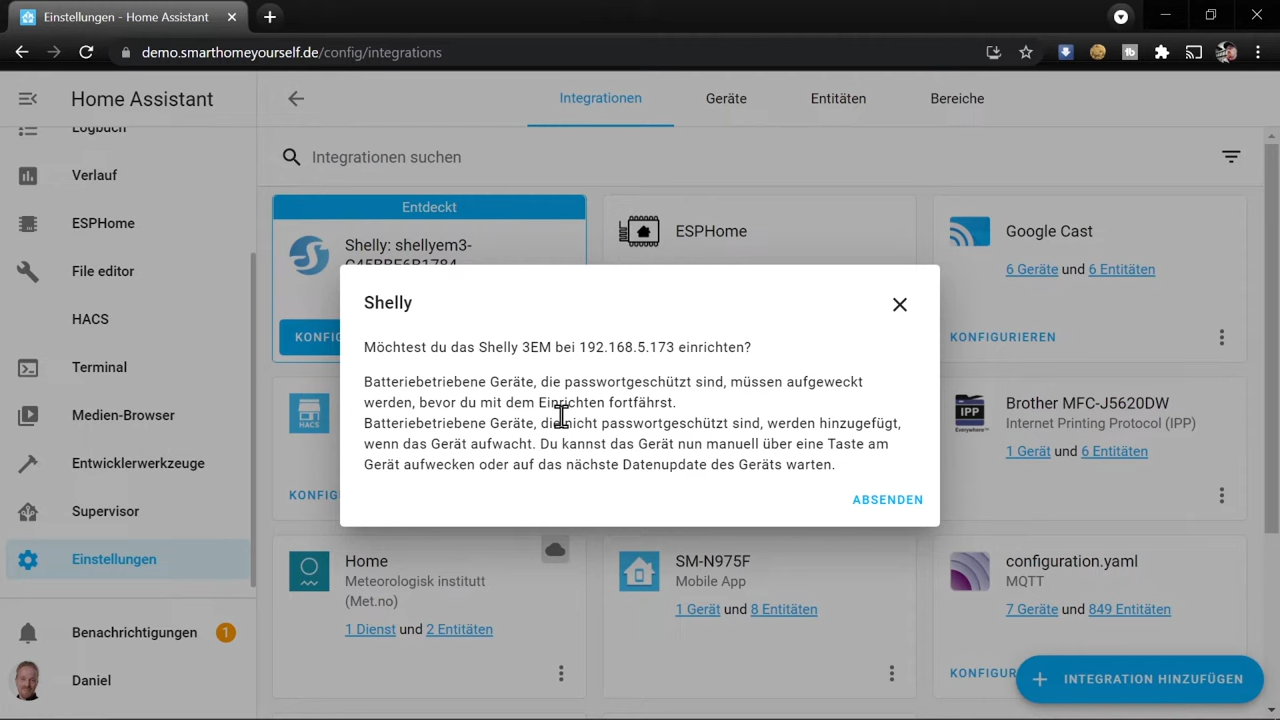 Einstellungen - Home Assistant
demo.smarthomeyourself.de/config/integrations
Home Assistant
Integrationen
Geräte
Entitäten
Bereiche
Logbuch
Verlauf
ESPHome
File editor
HACS
Terminal
Medien-Browser
Entwicklerwerkzeuge
Supervisor
Einstellungen
Benachrichtigungen
1
Daniel
Integrationen suchen
Entdeckt
Shelly: shellyem3-
KONFI
ESPHome
Google Cast
6 Geräte und 6 Entitäten
KONFIGURIEREN
Shelly
Möchtest du das Shelly 3EM bei 192.168.5.173 einrichten?
Batteriebetriebene Geräte, die passwortgeschützt sind, müssen aufgeweckt
werden, bevor du mit dem Einrichten fortfährst.
Batteriebetriebene Geräte, die nicht passwortgeschützt sind, werden hinzugefügt,
wenn das Gerät aufwacht. Du kannst das Gerät nun manuell über eine Taste am
Gerät aufwecken oder auf das nächste Datenupdate des Geräts warten.
ABSENDEN
HACS
KONFIG
IPP
Everywhere
Brother MFC-J5620DW
Internet Printing Protocol (IPP)
1 Gerät und 6 Entitäten
Home
Meteorologisk institutt
(Met.no)
1 Dienst und 2 Entitäten
SM-N975F
Mobile App
1 Gerät und 8 Entitäten
configuration.yaml
MQTT
7 Geräte und 849 Entitäten
KONFIGUR
INTEGRATION HINZUFÜGEN